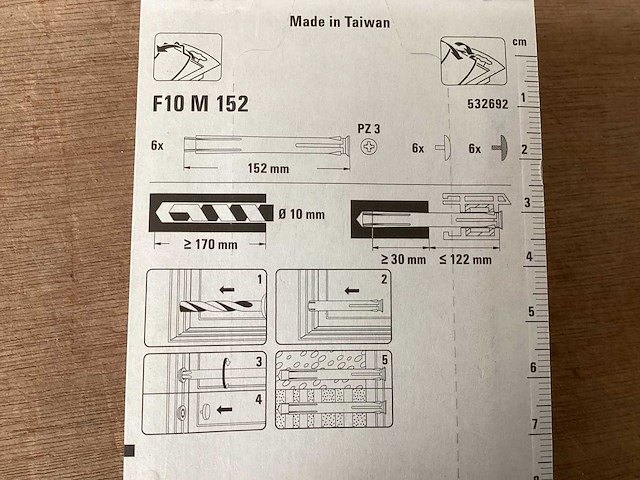 Made in Taiwan
cm
F10 M 152
532692
PZ 3
6x
6x
6x
152 mm
1
2
3
4
5
6
7
8
Ø 10 mm
≥ 170 mm
≥ 30 mm
≤ 122 mm
1
2
3
4
5